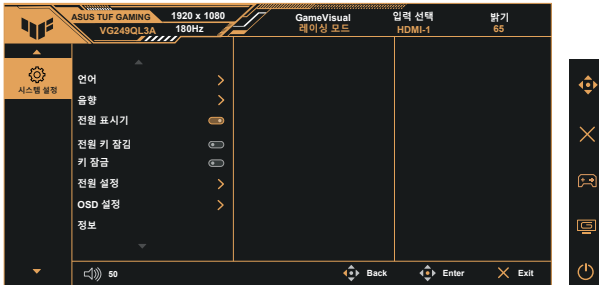 ASUS TUF GAMING 1920 x 1080 GameVisual 입력 선택 밝기
VG249QL3A 180Hz 레이싱 모드 HDMI-1 65
시스템 설정
언어
음향
전원 표시기
전원 키 잠김
키 잠금
전원 설정
OSD 설정
정보
50 Back Enter Exit